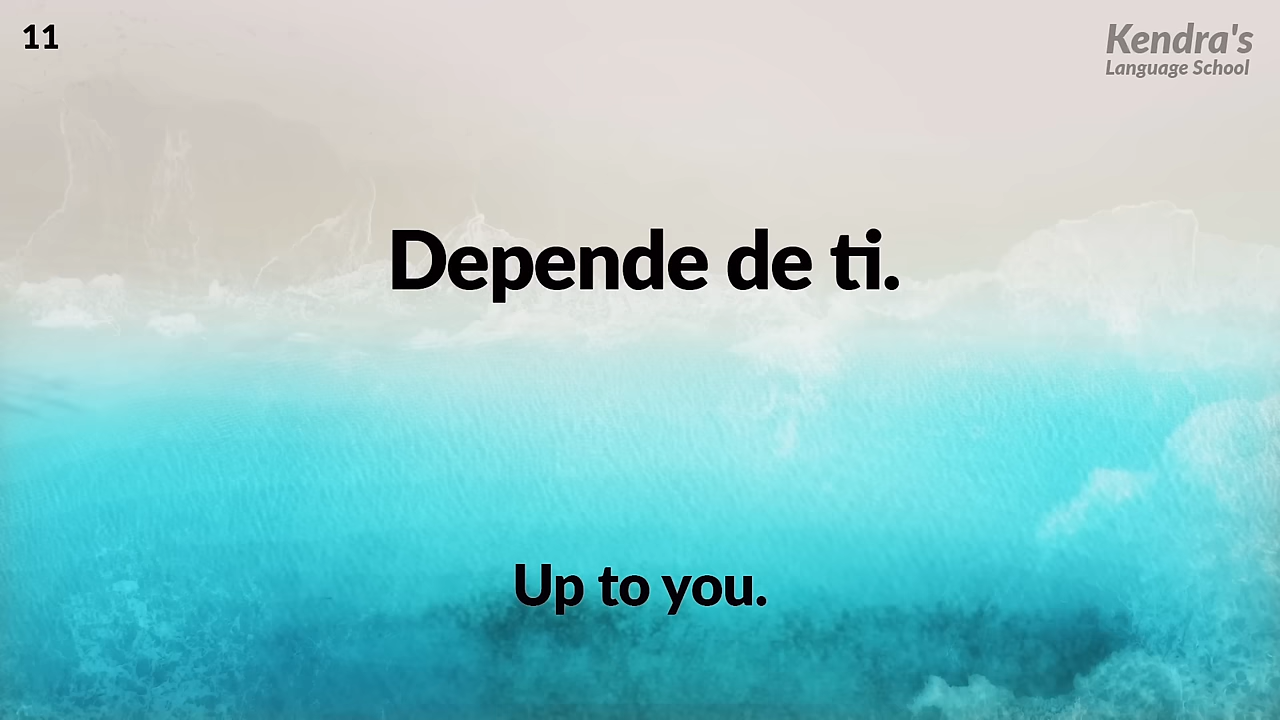 11
Kendra's
Language School
Depende de ti.
Up to you.